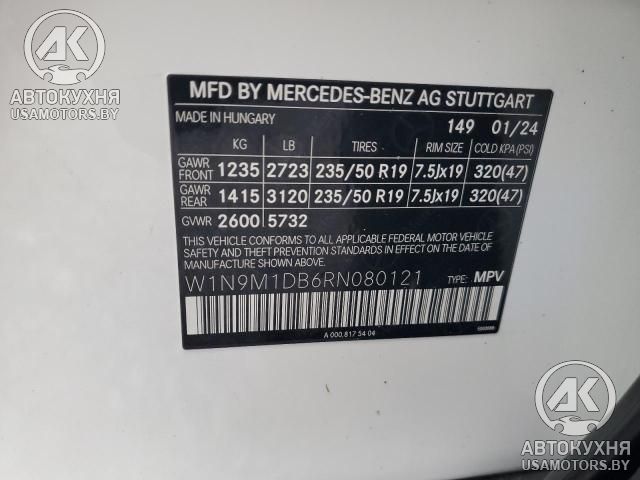 AK
АВТОКУХНЯ
USAMOTORS.BY
MFD BY MERCEDES-BENZ AG STUTTGART
MADE IN HUNGARY 149 01/24
KG LB TIRES RIM SIZE COLD KPA(PSI)
GAWR FRONT 1235 2723 235/50 R19 7.5Jx19 320(47)
GAWR REAR 1415 3120 235/50 R19 7.5Jx19 320(47)
GVWR 2600 5732
THIS VEHICLE CONFORMS TO ALL APPLICABLE FEDERAL MOTOR VEHICLE
SAFETY AND THEFT PREVENTION STANDARDS IN EFFECT
ON THE DATE OF MANUFACTURE SHOWN ABOVE.
W1N9M1DB6RN080121 TYPE: MPV
A 000 817 54 04
AK
АВТОКУХНЯ
USAMOTORS.BY